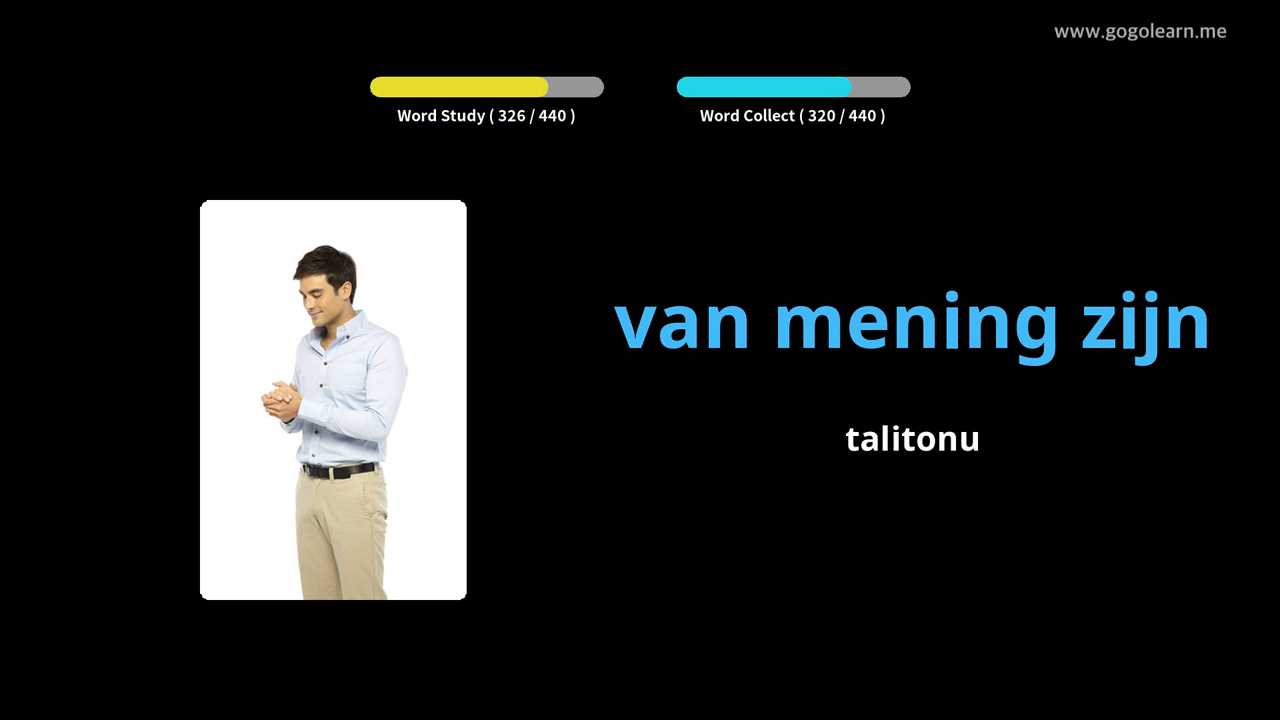 www.gogolearn.me
Word Study ( 326 / 440 )
Word Collect ( 320 / 440 )
van mening zijn
talitonu